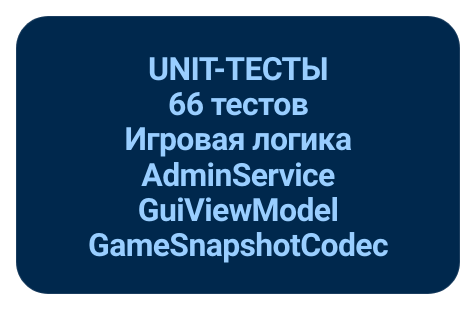 UNIT-ТЕСТЫ
66 тестов
Игровая логика
AdminService
GuiViewModel
GameSnapshotCodec